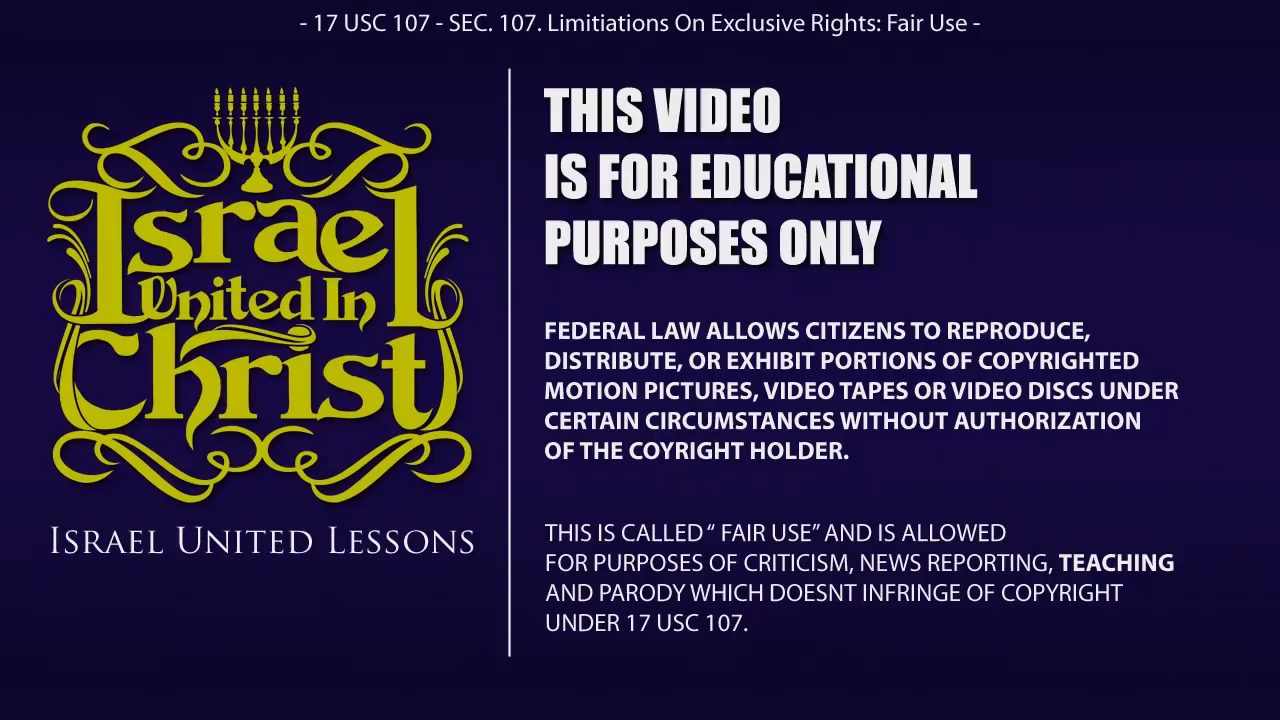 - 17 USC 107 - SEC. 107. Limitiations On Exclusive Rights: Fair Use -
Israel
United In
Christ
Israel United Lessons
THIS VIDEO
IS FOR EDUCATIONAL
PURPOSES ONLY
FEDERAL LAW ALLOWS CITIZENS TO REPRODUCE,
DISTRIBUTE, OR EXHIBIT PORTIONS OF COPYRIGHTED
MOTION PICTURES, VIDEO TAPES OR VIDEO DISCS UNDER
CERTAIN CIRCUMSTANCES WITHOUT AUTHORIZATION
OF THE COYRIGHT HOLDER.
THIS IS CALLED “ FAIR USE” AND IS ALLOWED
FOR PURPOSES OF CRITICISM, NEWS REPORTING, TEACHING
AND PARODY WHICH DOESNT INFRINGE OF COPYRIGHT
UNDER 17 USC 107.